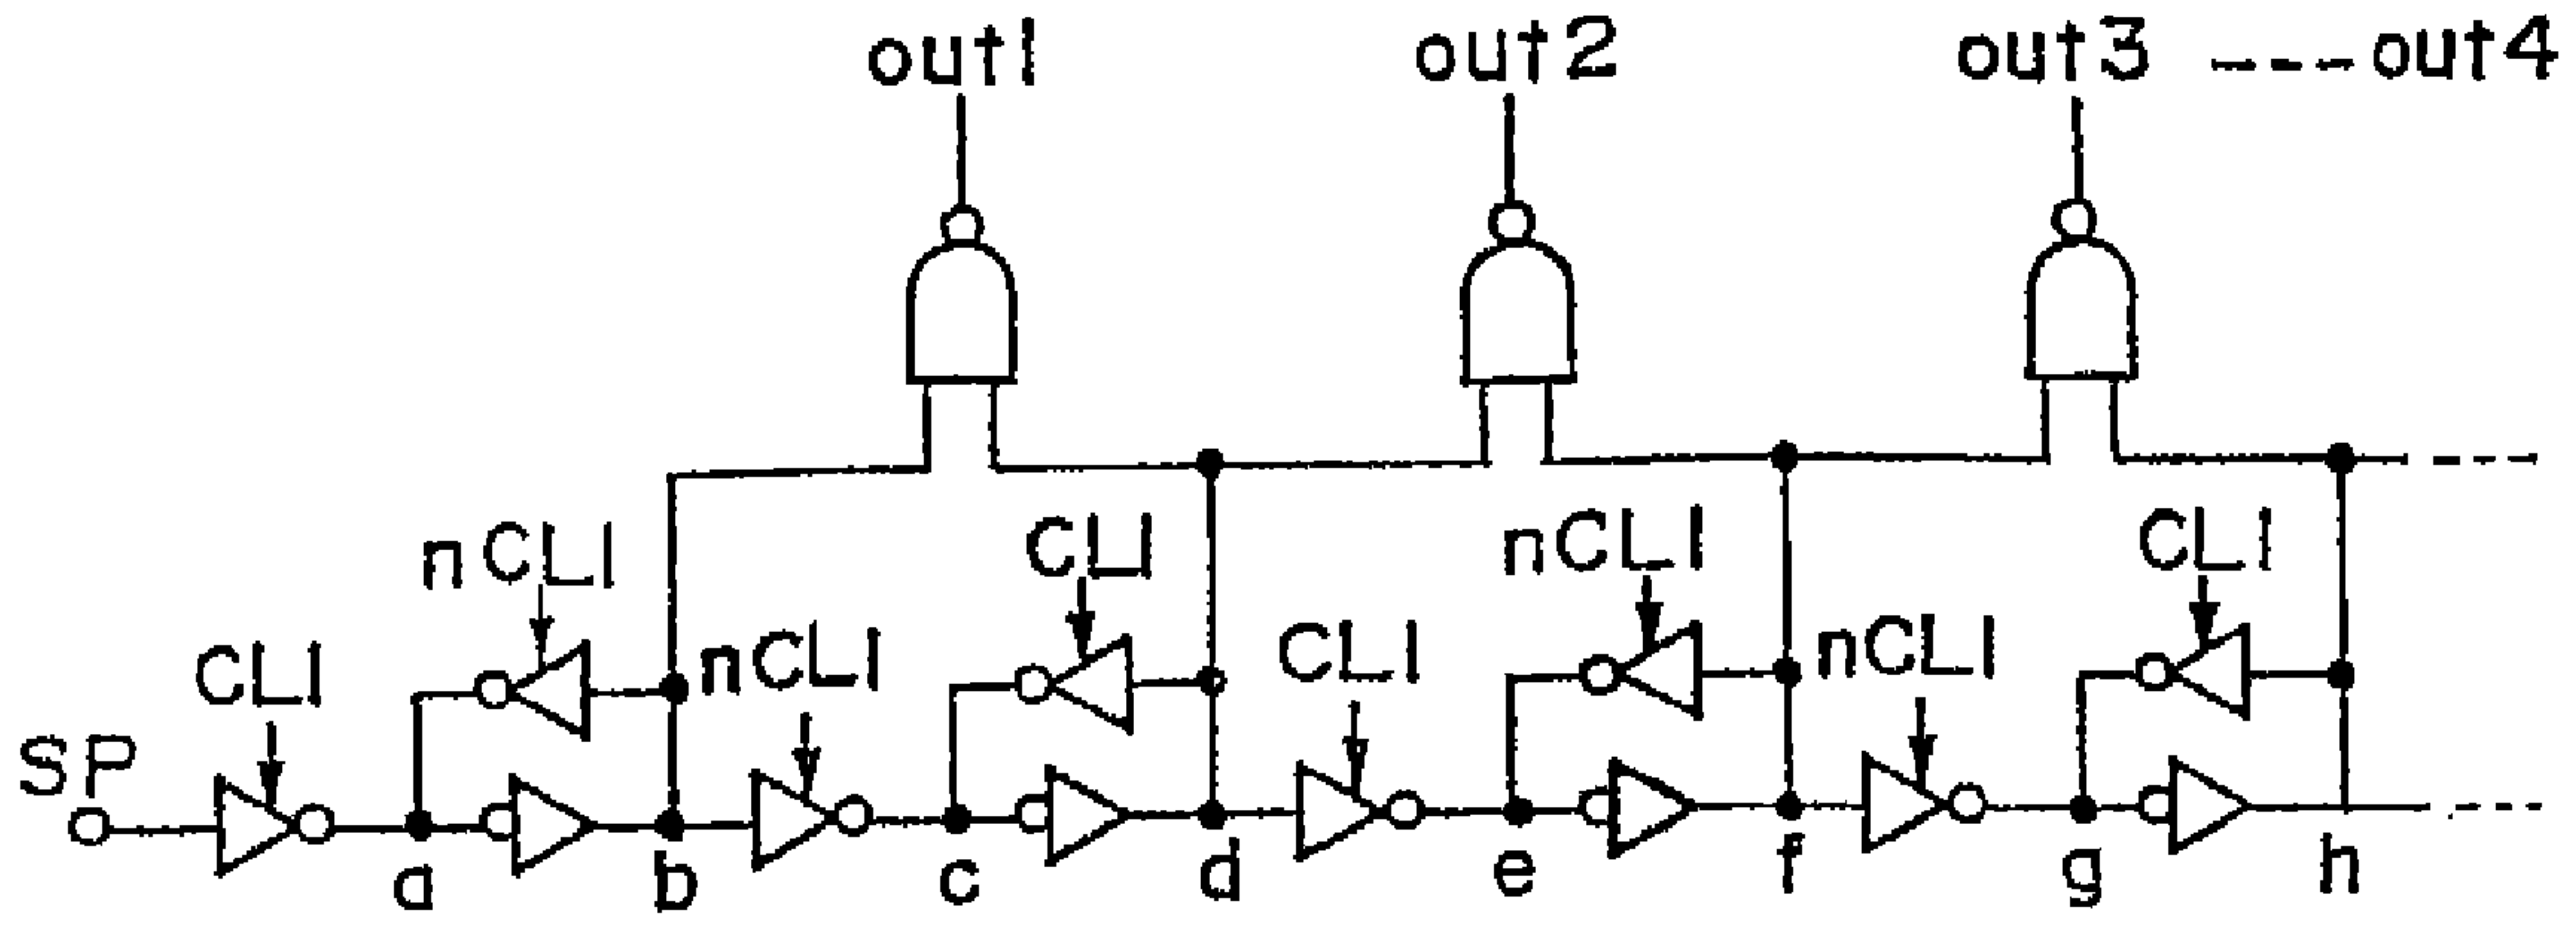 out1 out2 out3 ---- out4
nCL1 CL1 nCL1 CL1
CL1 nCL1 CL1 nCL1
SP
a b c d e f g h